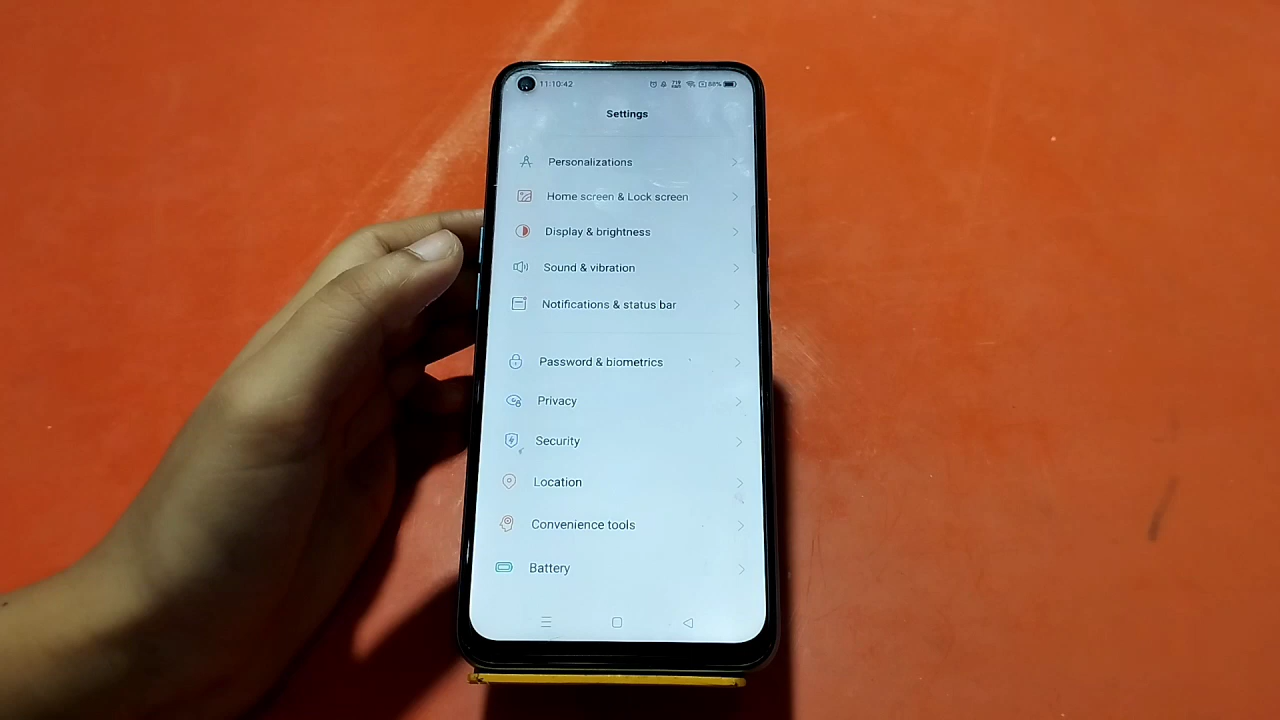 11:10:42
88%
Settings
Personalizations
Home screen & Lock screen
Display & brightness
Sound & vibration
Notifications & status bar
Password & biometrics
Privacy
Security
Location
Convenience tools
Battery